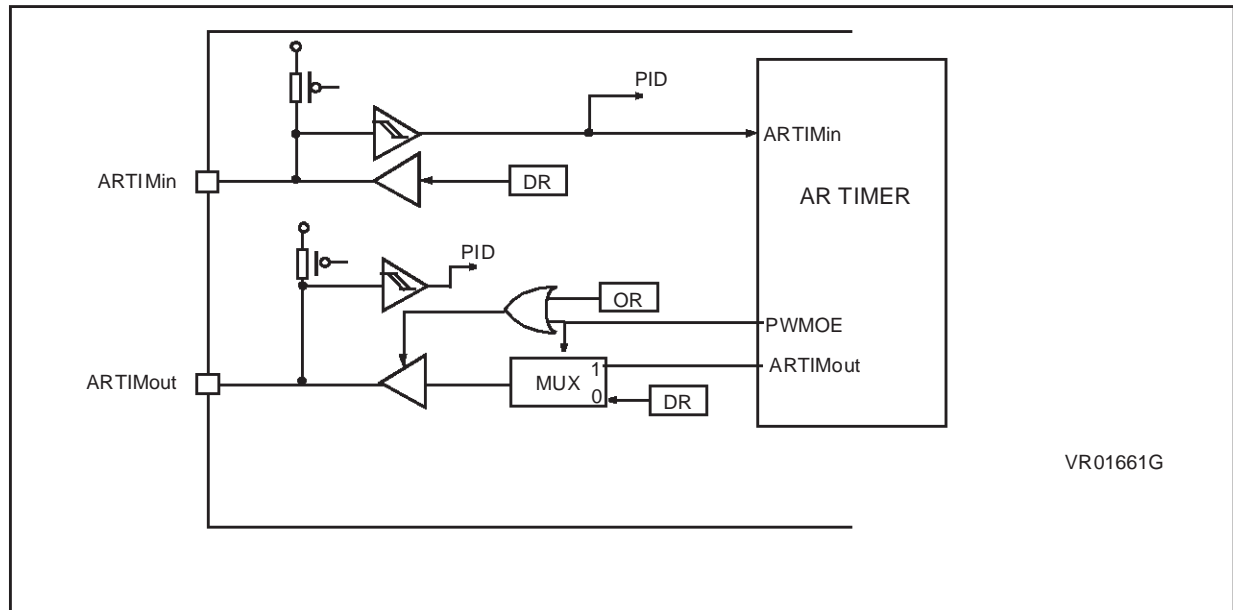 PID
ARTIMin
ARTIMin
DR
AR TIMER
PID
OR
PWMOE
ARTIMout
ARTIMout
MUX
1
0
DR
VR01661G